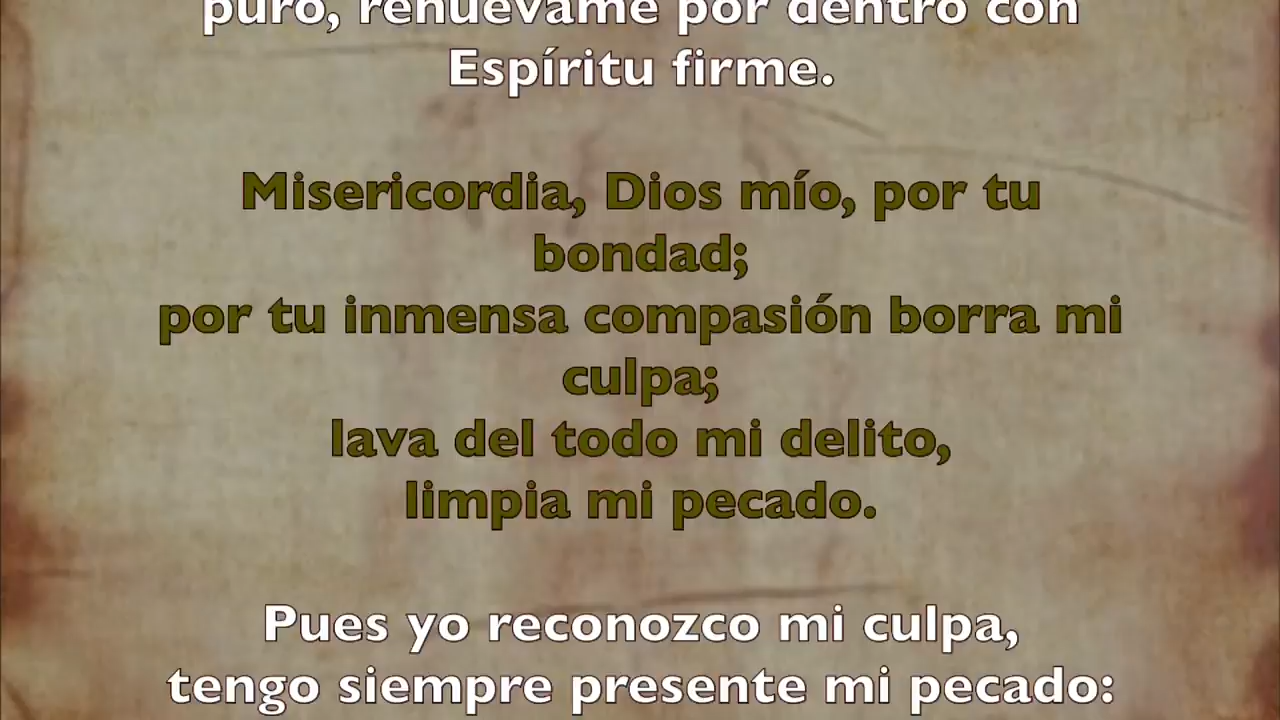 puro, renuévame por dentro con
Espíritu firme.
Misericordia, Dios mío, por tu
bondad;
por tu inmensa compasión borra mi
culpa;
lava del todo mi delito,
limpia mi pecado.
Pues yo reconozco mi culpa,
tengo siempre presente mi pecado: